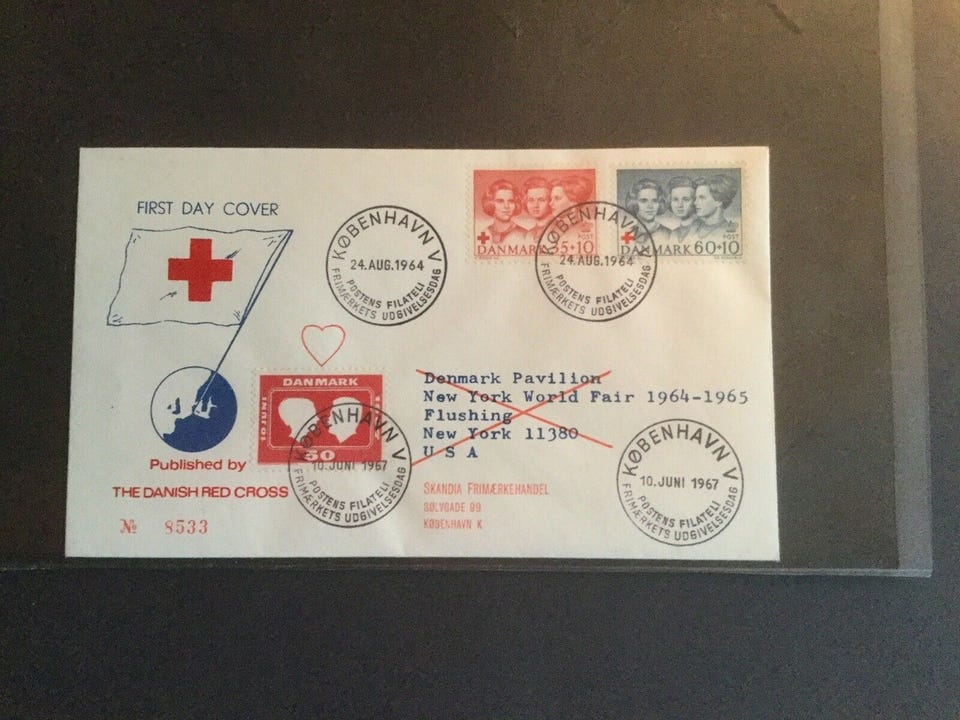 FIRST DAY COVER
KØBENHAVN V
24.AUG.1964
POSTENS FILATELI
FRIMÆRKETS UDGIVELSESDAG
POST
DANMARK 35+10
KØBENHAVN V
24.AUG.1964
POSTENS FILATELI
FRIMÆRKETS UDGIVELSESDAG
POST
DANMARK 60+10
DANMARK
10 JUNI
50
KØBENHAVN V
10.JUNI 1967
POSTENS FILATELI
FRIMÆRKETS UDGIVELSESDAG
Denmark Pavilion
New York World Fair 1964-1965
Flushing
New York 11380
U S A
KØBENHAVN V
10.JUNI 1967
POSTENS FILATELI
FRIMÆRKETS UDGIVELSESDAG
Published by
THE DANISH RED CROSS
№ 8533
SKANDIA FRIMÆRKEHANDEL
SØLVGADE 99
KØBENHAVN K